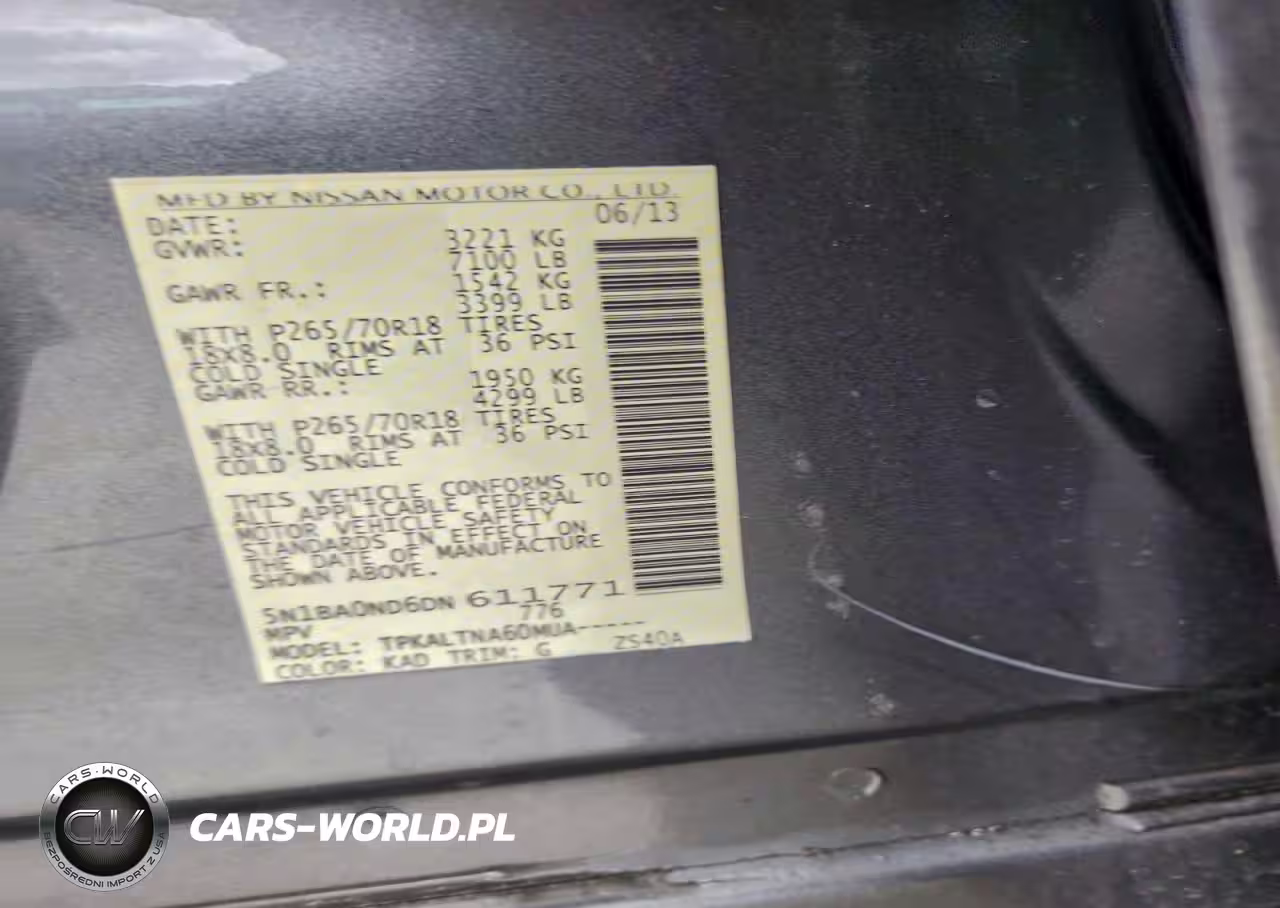 MFD BY NISSAN MOTOR CO., LTD.
DATE: 06/13
GVWR: 3221 KG
7100 LB
GAWR FR.: 1542 KG
3399 LB
WITH P265/70R18 TIRES
18X8.0 RIMS AT 36 PSI
COLD SINGLE
GAWR RR.: 1950 KG
4299 LB
WITH P265/70R18 TIRES
18X8.0 RIMS AT 36 PSI
COLD SINGLE
THIS VEHICLE CONFORMS TO
ALL APPLICABLE FEDERAL
MOTOR VEHICLE SAFETY
STANDARDS IN EFFECT ON
THE DATE OF MANUFACTURE
SHOWN ABOVE.
5N1BA0ND6DN 611771
MPV 776
MODEL: TPKALTNA60MUA-----
COLOR: KAD TRIM: G ZS40A
CARS-WORLD
CW
BEZPOŚREDNI IMPORT Z USA
CARS-WORLD.PL